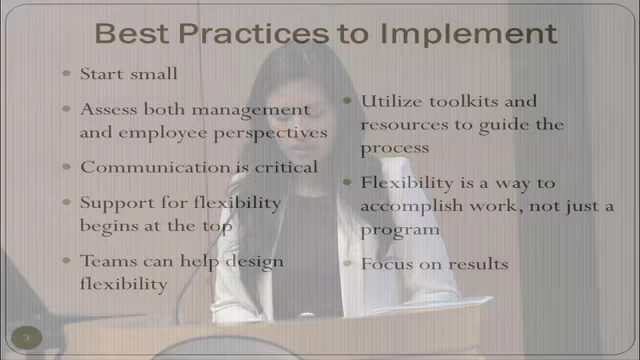 Best Practices to Implement
Start small
Assess both management
and employee perspectives
Communication is critical
Support for flexibility
begins at the top
Teams can help design
flexibility
Utilize toolkits and
resources to guide the
process
Flexibility is a way to
accomplish work, not just a
program
Focus on results
3